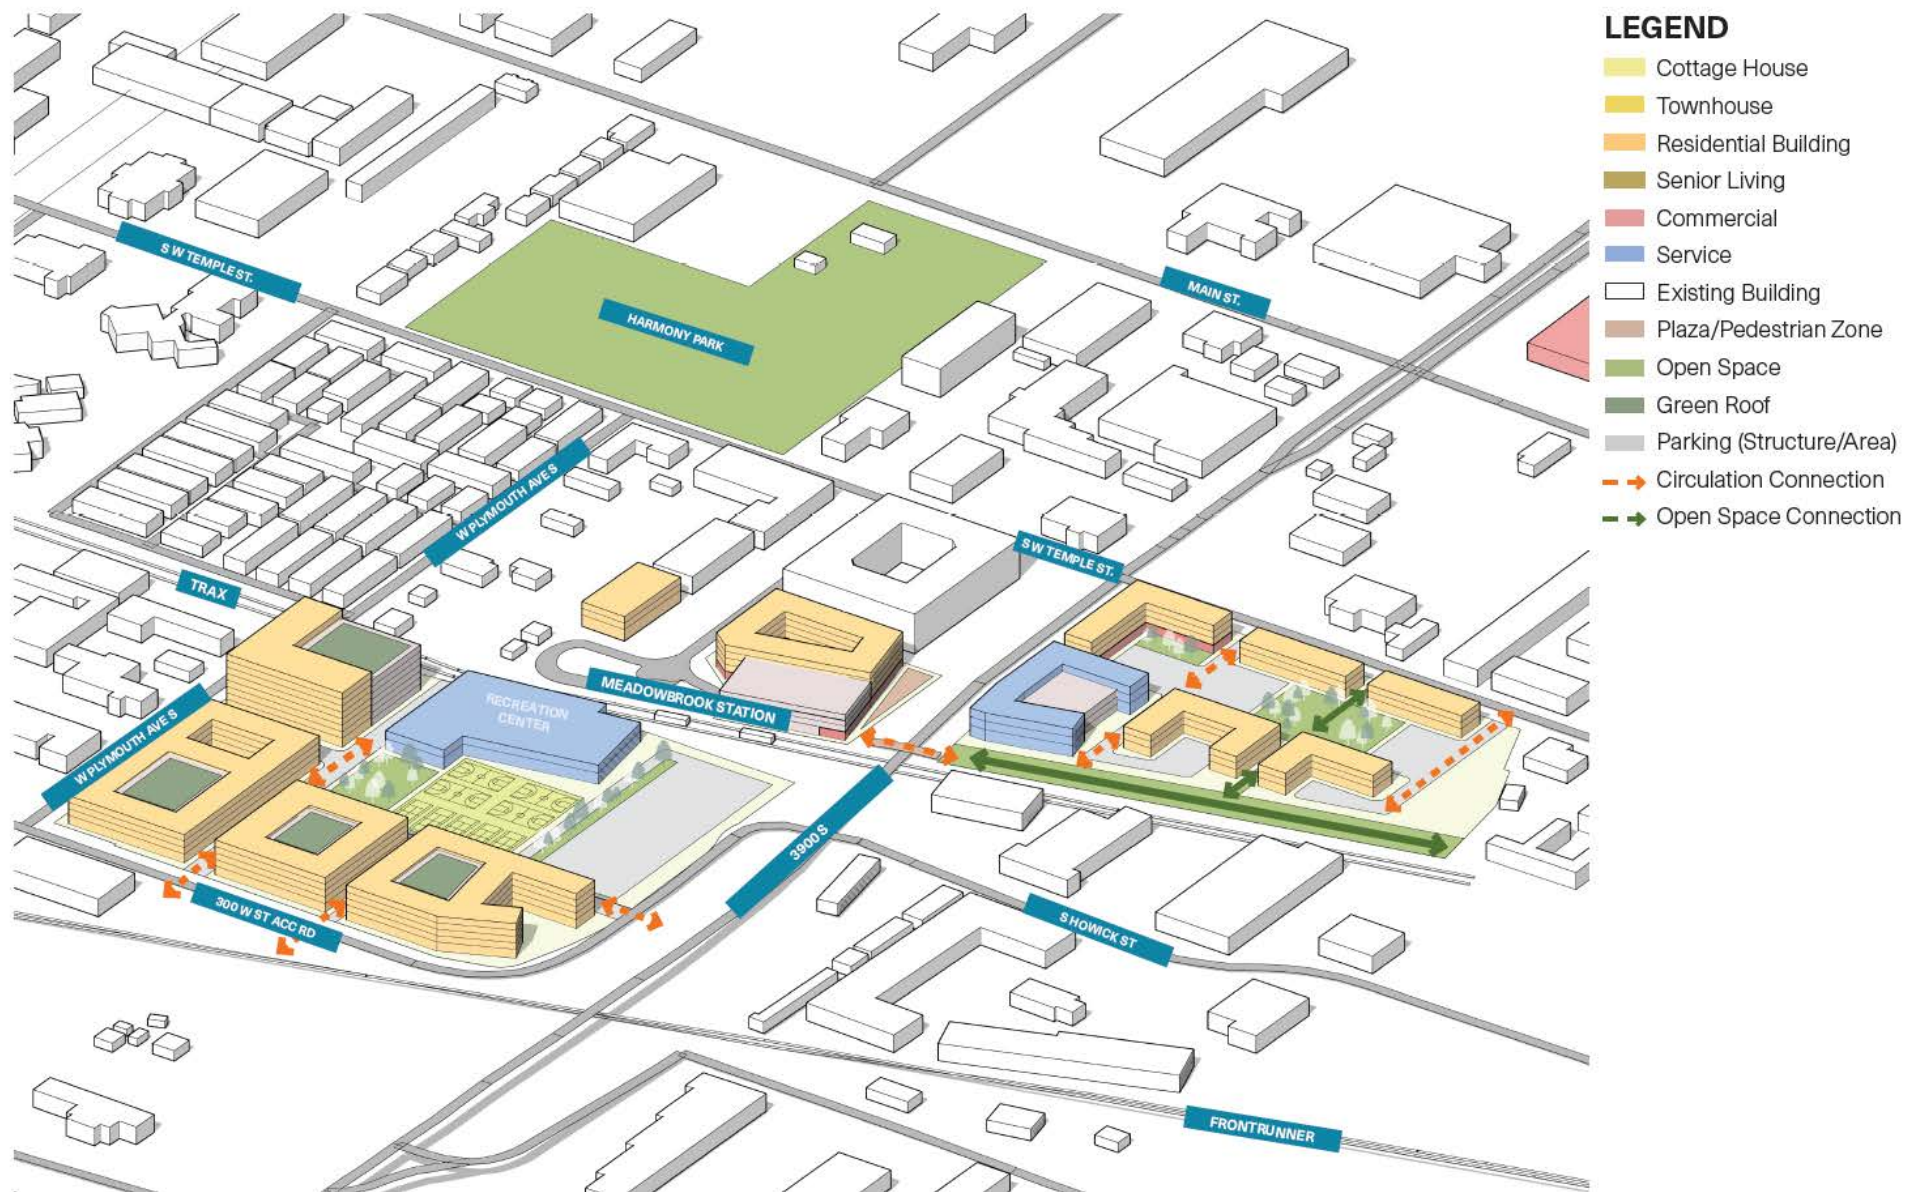 LEGEND
Cottage House
Townhouse
Residential Building
Senior Living
Commercial
Service
Existing Building
Plaza/Pedestrian Zone
Open Space
Green Roof
Parking (Structure/Area)
Circulation Connection
Open Space Connection
S W TEMPLE ST.
MAIN ST.
HARMONY PARK
W PLYMOUTH AVE S
SW TEMPLE ST.
TRAX
MEADOWBROOK STATION
RECREATION
CENTER
W PLYMOUTH AVE S
3900 S
300 W ST ACC RD
S HOWICK ST
FRONTRUNNER